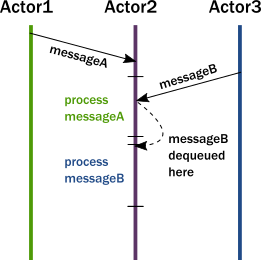 Actor1 Actor2 Actor3
messageA
messageB
process
messageA
messageB
dequeued
here
process
messageB